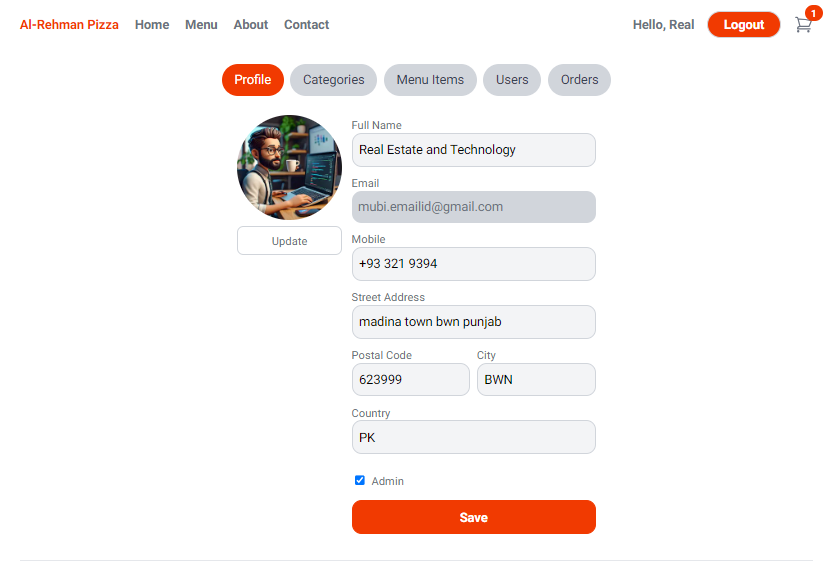 Al-Rehman Pizza Home Menu About Contact Hello, Real Logout 1
Profile Categories Menu Items Users Orders
Full Name
Real Estate and Technology
Email
mubi.emailid@gmail.com
Update
Mobile
+93 321 9394
Street Address
madina town bwn punjab
Postal Code City
623999 BWN
Country
PK
Admin
Save